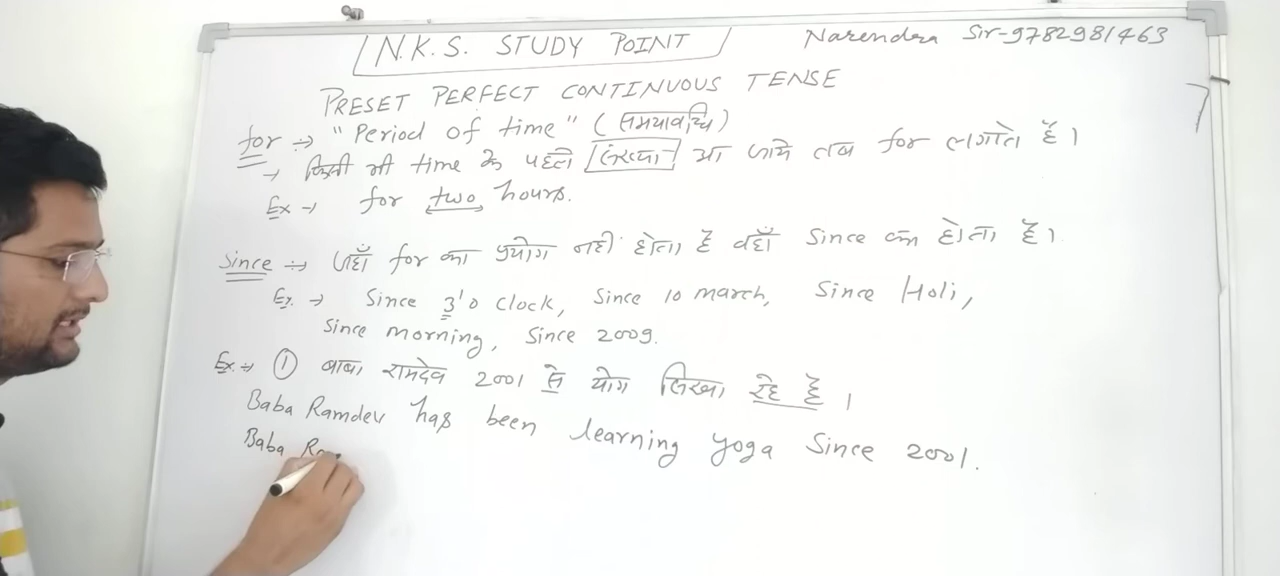 N.K.S. STUDY POINT
Narendra Sir-9782981463
PRESET PERFECT CONTINUOUS TENSE
for :→ "Period of time" (समयावधि)
→ किसी भी time के पहले संख्या आ जाये तब for लगाते हैं।
Ex → for two hours.
Since :→ जहाँ for का प्रयोग नहीं होता है वहाँ Since का होता है।
Ex. → Since 3'0 clock, Since 10 march, Since Holi,
Since morning, Since 2009.
Ex. → ① बाबा रामदेव 2001 से योग सिखा रहे है।
Baba Ramdev has been learning yoga Since 2001.
Baba